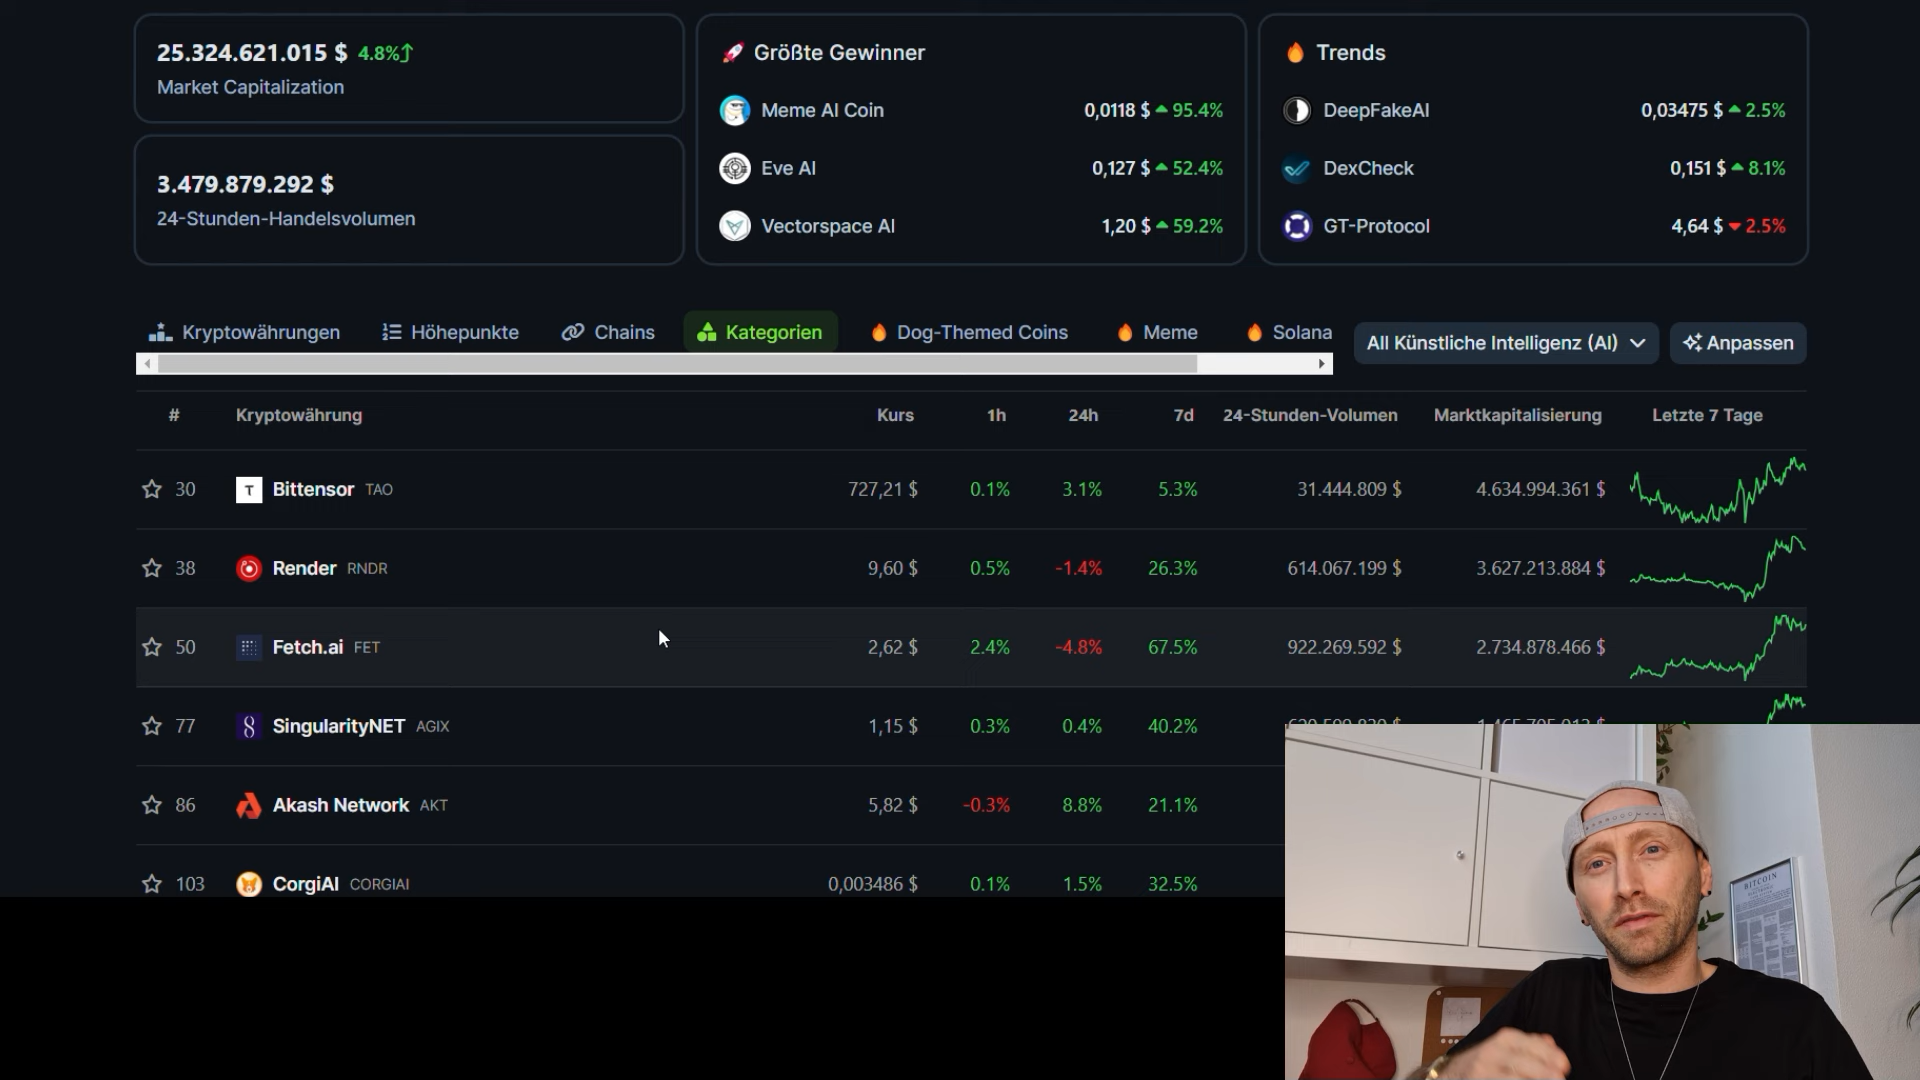 25.324.621.015 $ 4.8%
Market Capitalization
3.479.879.292 $
24-Stunden-Handelsvolumen
Größte Gewinner
Meme AI Coin 0,0118 $ 95.4%
Eve AI 0,127 $ 52.4%
Vectorspace AI 1,20 $ 59.2%
Trends
DeepFakeAI 0,03475 $ 2.5%
DexCheck 0,151 $ 8.1%
GT-Protocol 4,64 $ 2.5%
Kryptowährungen Höhepunkte Chains Kategorien Dog-Themed Coins Meme Solana All Künstliche Intelligenz (AI) Anpassen
# Kryptowährung Kurs 1h 24h 7d 24-Stunden-Volumen Marktkapitalisierung Letzte 7 Tage
30 T Bittensor TAO 727,21 $ 0.1% 3.1% 5.3% 31.444.809 $ 4.634.994.361 $
38 Render RNDR 9,60 $ 0.5% -1.4% 26.3% 614.067.199 $ 3.627.213.884 $
50 Fetch.ai FET 2,62 $ 2.4% -4.8% 67.5% 922.269.592 $ 2.734.878.466 $
77 SingularityNET AGIX 1,15 $ 0.3% 0.4% 40.2%
86 Akash Network AKT 5,82 $ -0.3% 8.8% 21.1%
103 CorgiAI CORGIAI 0,003486 $ 0.1% 1.5% 32.5%
BITCOIN